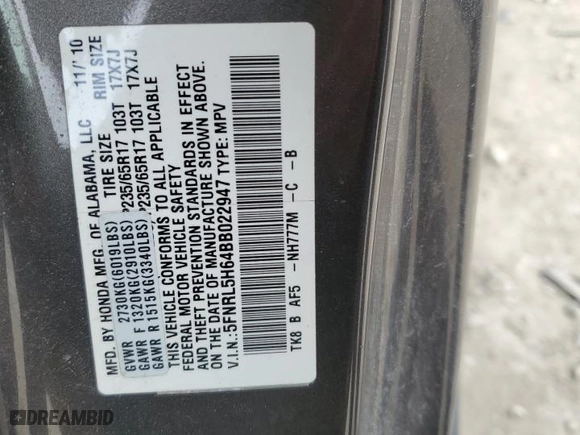 MFD. BY HONDA MFG. OF ALABAMA, LLC 11/'10
TIRE SIZE RIM SIZE
GVWR 2730KG(6019LBS)
GAWR F 1320KG(2910LBS) P235/65R17 103T 17X7J
GAWR R 1515KG(3340LBS) P235/65R17 103T 17X7J
THIS VEHICLE CONFORMS TO ALL APPLICABLE
FEDERAL MOTOR VEHICLE SAFETY
AND THEFT PREVENTION STANDARDS IN EFFECT
ON THE DATE OF MANUFACTURE SHOWN ABOVE.
V.I.N.:5FNRL5H64BB022947 TYPE: MPV
TK8 B AF5 - NH777M - C - B
DREAMBID